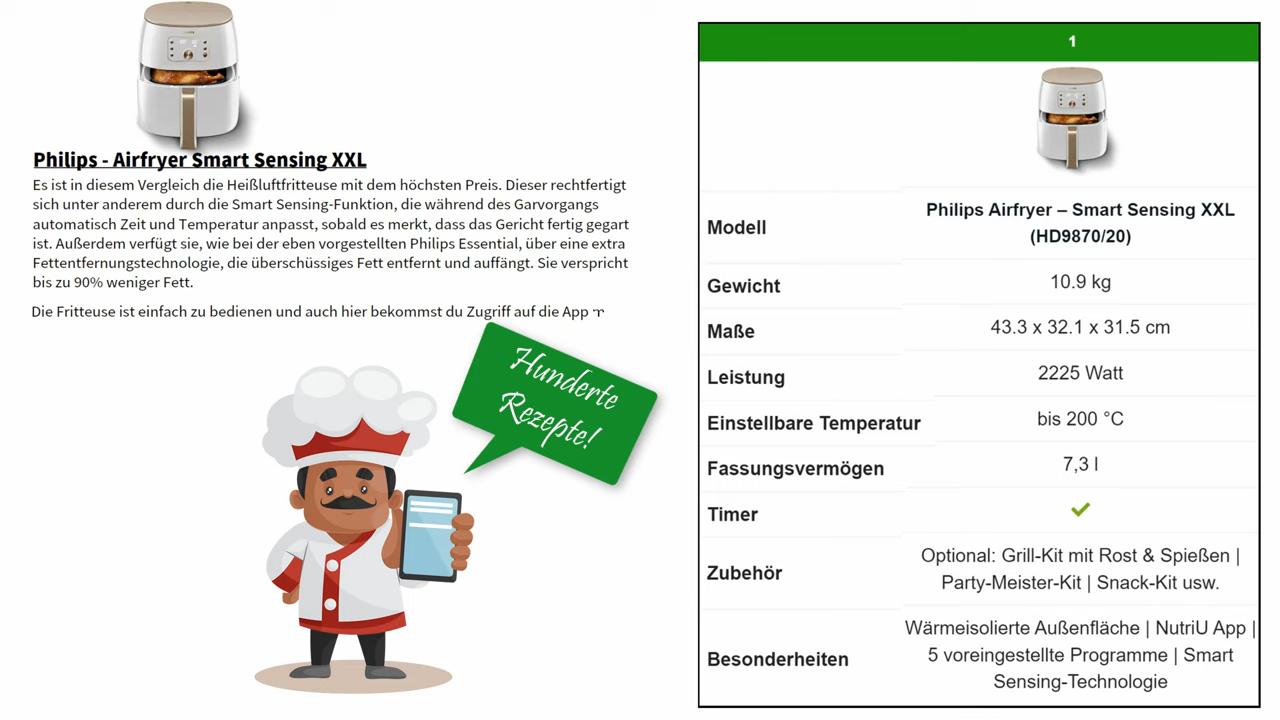 Philips - Airfryer Smart Sensing XXL
Es ist in diesem Vergleich die Heißluftfritteuse mit dem höchsten Preis. Dieser rechtfertigt
sich unter anderem durch die Smart Sensing-Funktion, die während des Garvorgangs
automatisch Zeit und Temperatur anpasst, sobald es merkt, dass das Gericht fertig gegart
ist. Außerdem verfügt sie, wie bei der eben vorgestellten Philips Essential, über eine extra
Fettentfernungstechnologie, die überschüssiges Fett entfernt und auffängt. Sie verspricht
bis zu 90% weniger Fett.
Die Fritteuse ist einfach zu bedienen und auch hier bekommst du Zugriff auf die App
Hunderte
Rezepte!
1
Modell
Philips Airfryer – Smart Sensing XXL
(HD9870/20)
Gewicht
10.9 kg
Maße
43.3 x 32.1 x 31.5 cm
Leistung
2225 Watt
Einstellbare Temperatur
bis 200 °C
Fassungsvermögen
7,3 l
Timer
Zubehör
Optional: Grill-Kit mit Rost & Spießen |
Party-Meister-Kit | Snack-Kit usw.
Besonderheiten
Wärmeisolierte Außenfläche | NutriU App |
5 voreingestellte Programme | Smart
Sensing-Technologie